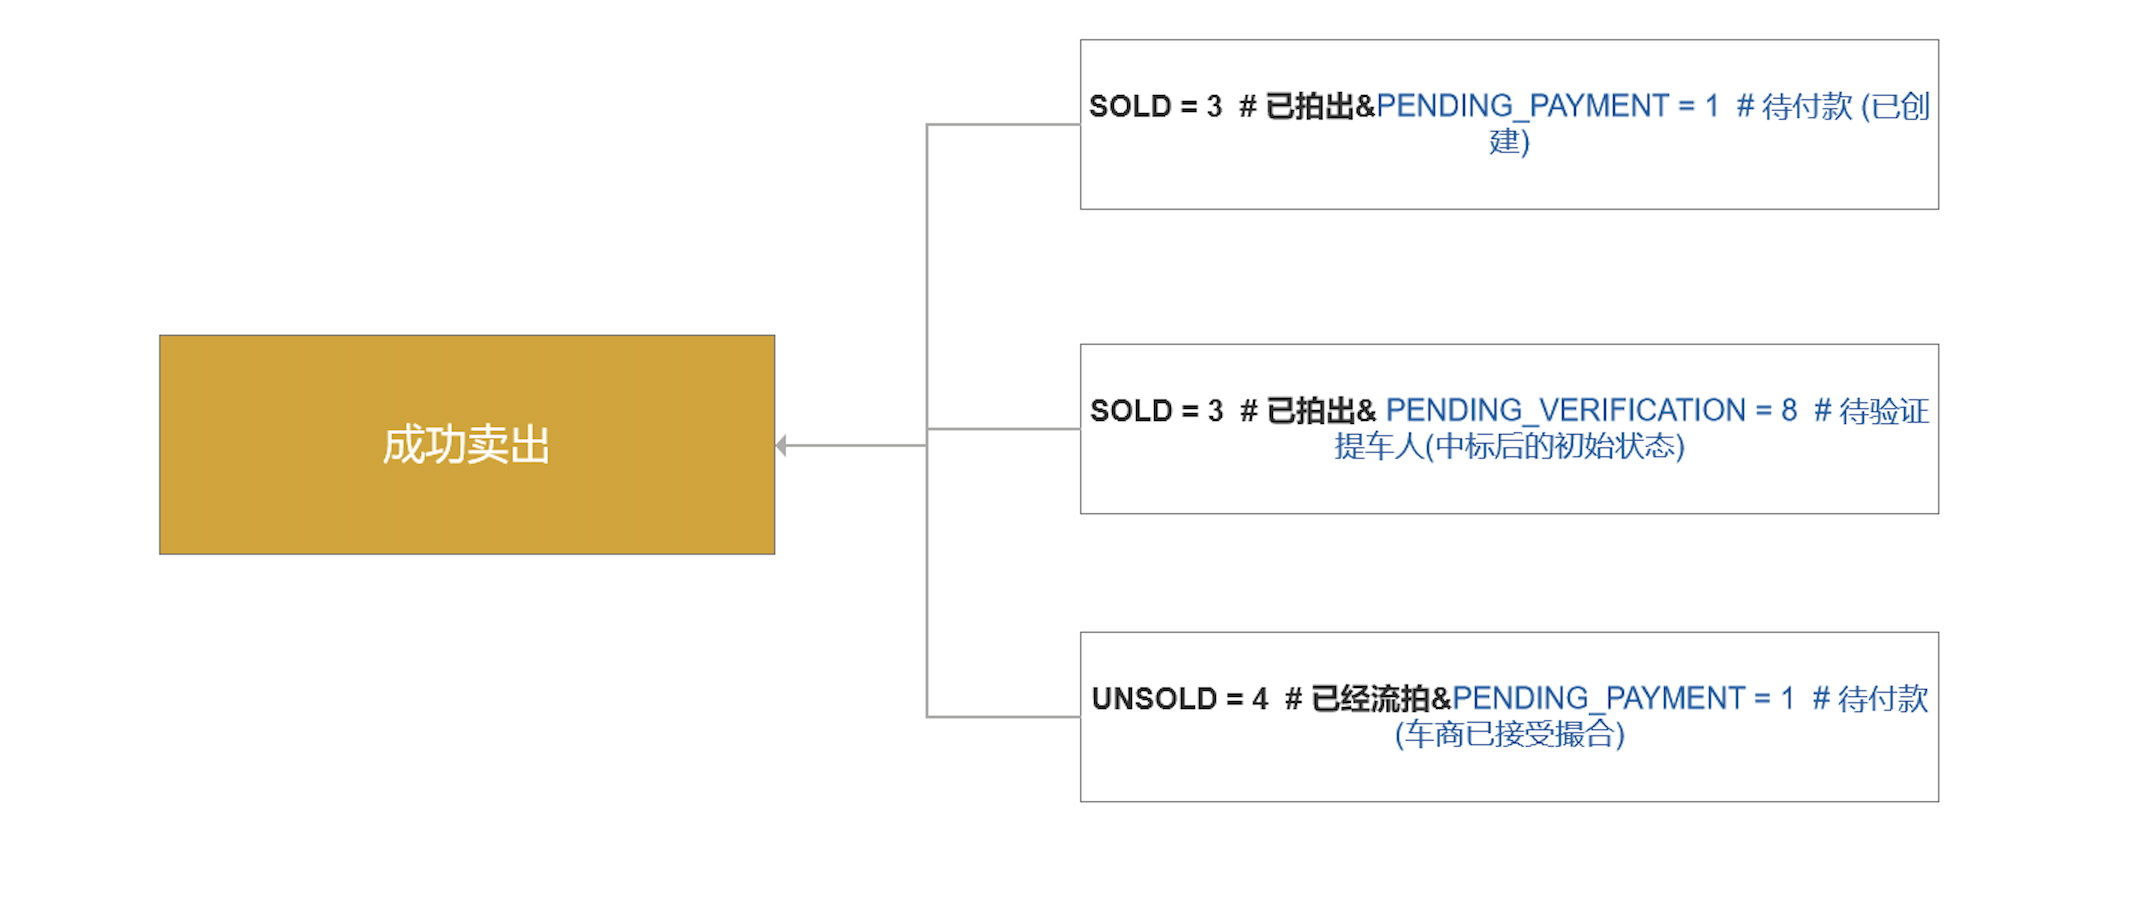 SOLD = 3  # 已拍出&PENDING_PAYMENT = 1  # 待付款 (已创
建)
成功卖出
SOLD = 3  # 已拍出& PENDING_VERIFICATION = 8  # 待验证
提车人(中标后的初始状态)
UNSOLD = 4  # 已经流拍&PENDING_PAYMENT = 1  # 待付款
(车商已接受撮合)